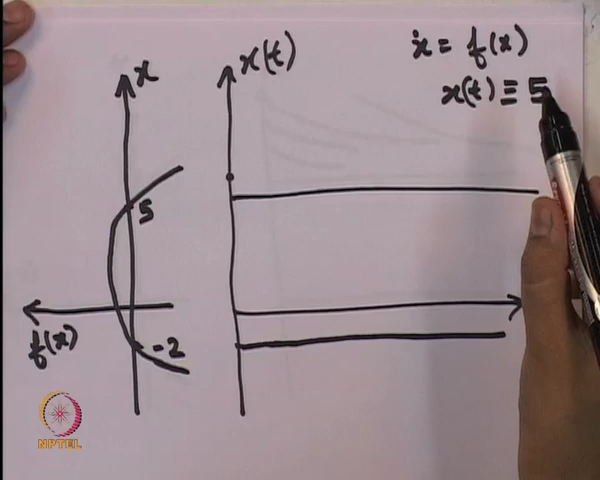 ẋ = f(x)
x(t) ≡ 5
x
x(t)
5
f(x)
-2
NPTEL